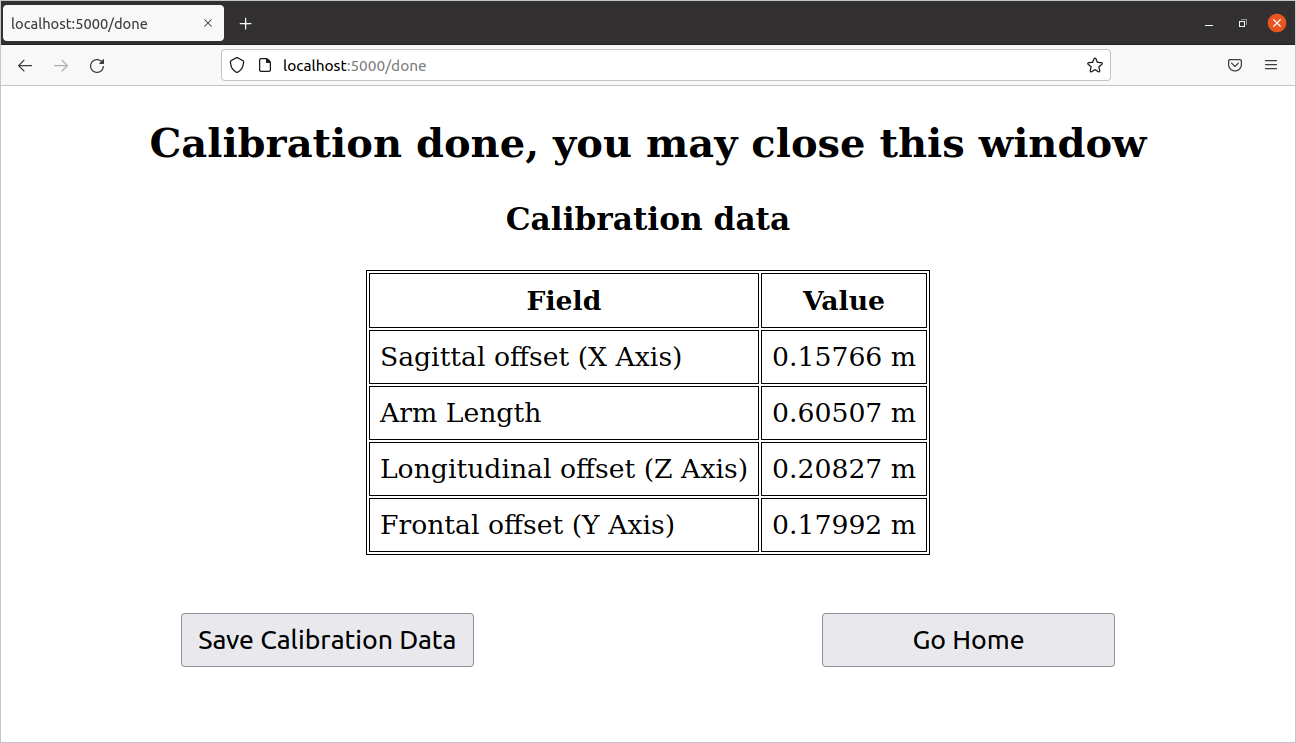 localhost:5000/done
localhost:5000/done
Calibration done, you may close this window
Calibration data
Field Value
Sagittal offset (X Axis) 0.15766 m
Arm Length 0.60507 m
Longitudinal offset (Z Axis) 0.20827 m
Frontal offset (Y Axis) 0.17992 m
Save Calibration Data Go Home